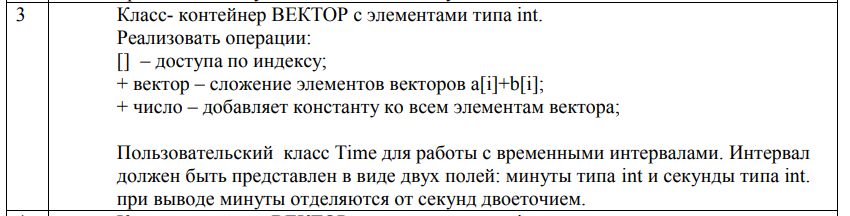 3 Класс- контейнер ВЕКТОР с элементами типа int.
Реализовать операции:
[] – доступа по индексу;
+ вектор – сложение элементов векторов a[i]+b[i];
+ число – добавляет константу ко всем элементам вектора;
Пользовательский класс Time для работы с временными интервалами. Интервал
должен быть представлен в виде двух полей: минуты типа int и секунды типа int.
при выводе минуты отделяются от секунд двоеточием.